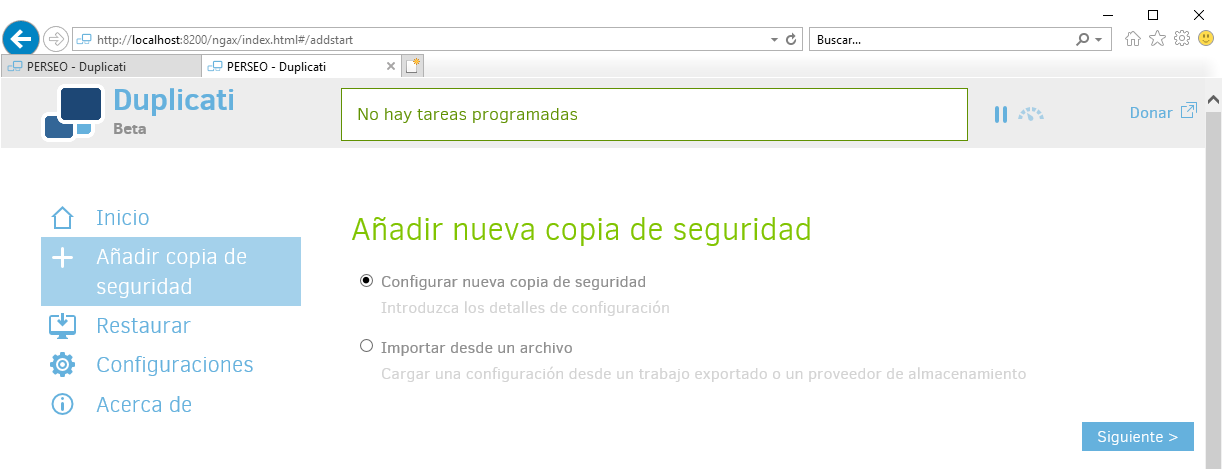 http://localhost:8200/ngax/index.html#/addstart
Buscar...
PERSEO - Duplicati
PERSEO - Duplicati
Duplicati
Beta
No hay tareas programadas
Donar
Inicio
Añadir copia de
seguridad
Restaurar
Configuraciones
Acerca de
Añadir nueva copia de seguridad
Configurar nueva copia de seguridad
Introduzca los detalles de configuración
Importar desde un archivo
Cargar una configuración desde un trabajo exportado o un proveedor de almacenamiento
Siguiente >